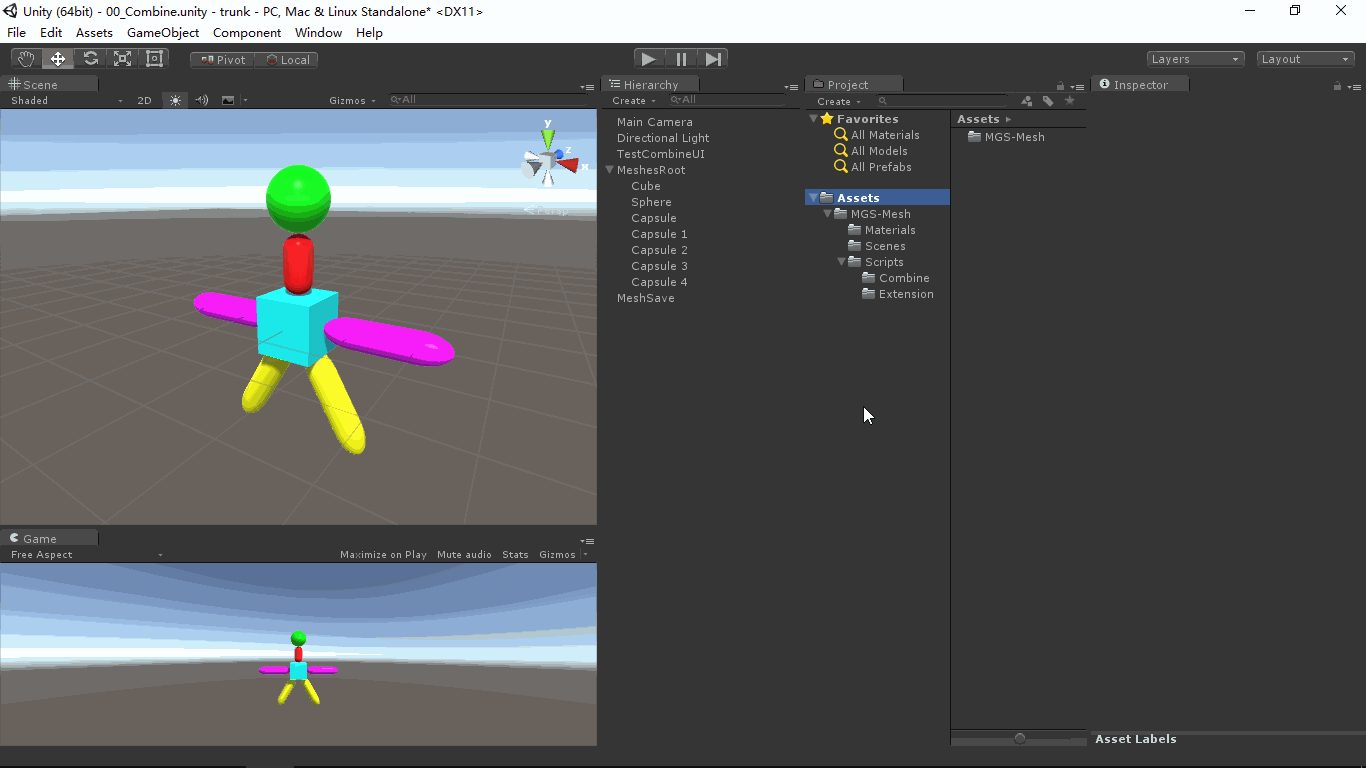 Unity (64bit) - 00_Combine.unity - trunk - PC, Mac & Linux Standalone* <DX11>
File Edit Assets GameObject Component Window Help
Pivot Local Layers Layout
Scene
Shaded 2D Gizmos All
y
z
x
Persp
Hierarchy
Create All
Main Camera
Directional Light
TestCombineUI
MeshesRoot
Cube
Sphere
Capsule
Capsule 1
Capsule 2
Capsule 3
Capsule 4
MeshSave
Project
Create
Favorites
All Materials
All Models
All Prefabs
Assets
MGS-Mesh
Materials
Scenes
Scripts
Combine
Extension
Assets
MGS-Mesh
Inspector
Asset Labels
Game
Free Aspect Maximize on Play Mute audio Stats Gizmos